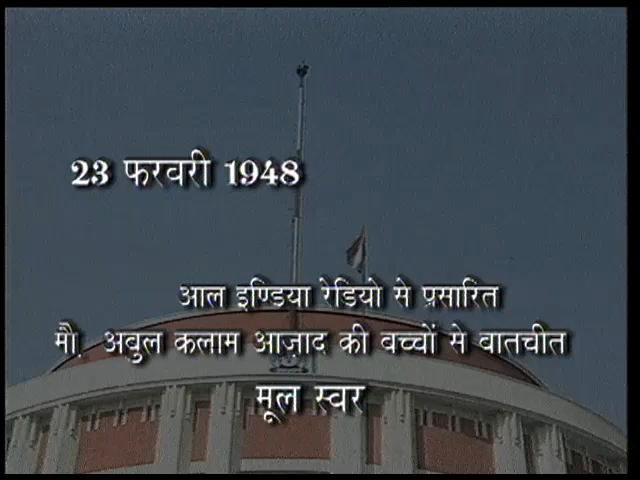 23 फरवरी 1948
आल इण्डिया रेडियो से प्रसारित
मौ. अबुल कलाम आज़ाद की बच्चों से बातचीत
मूल स्वर